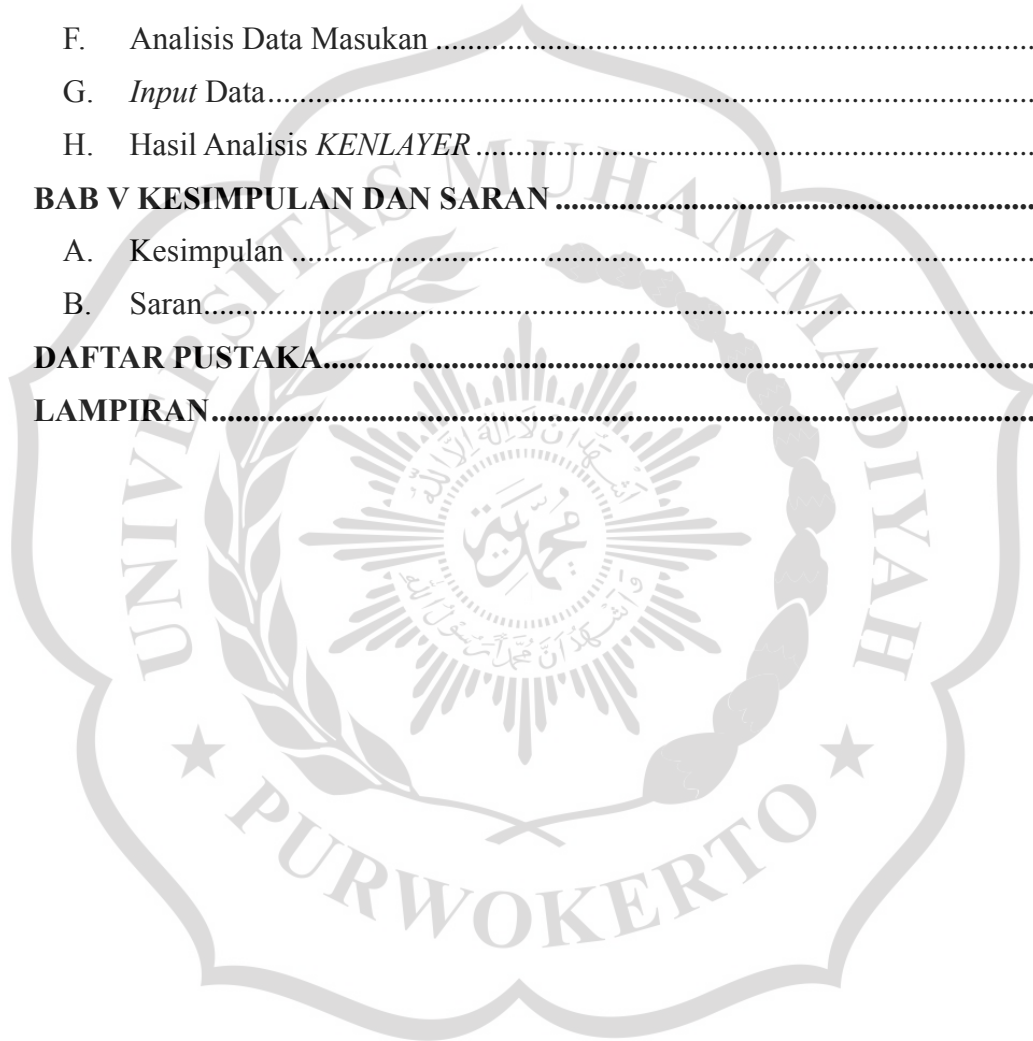 F. Analisis Data Masukan ........................................................................
G. Input Data........................................................................
H. Hasil Analisis KENLAYER ........................................................................
BAB V KESIMPULAN DAN SARAN ........................................................................
A. Kesimpulan ........................................................................
B. Saran........................................................................
DAFTAR PUSTAKA........................................................................
LAMPIRAN........................................................................
UNIVERSITAS MUHAMMADIYAH
PURWOKERTO